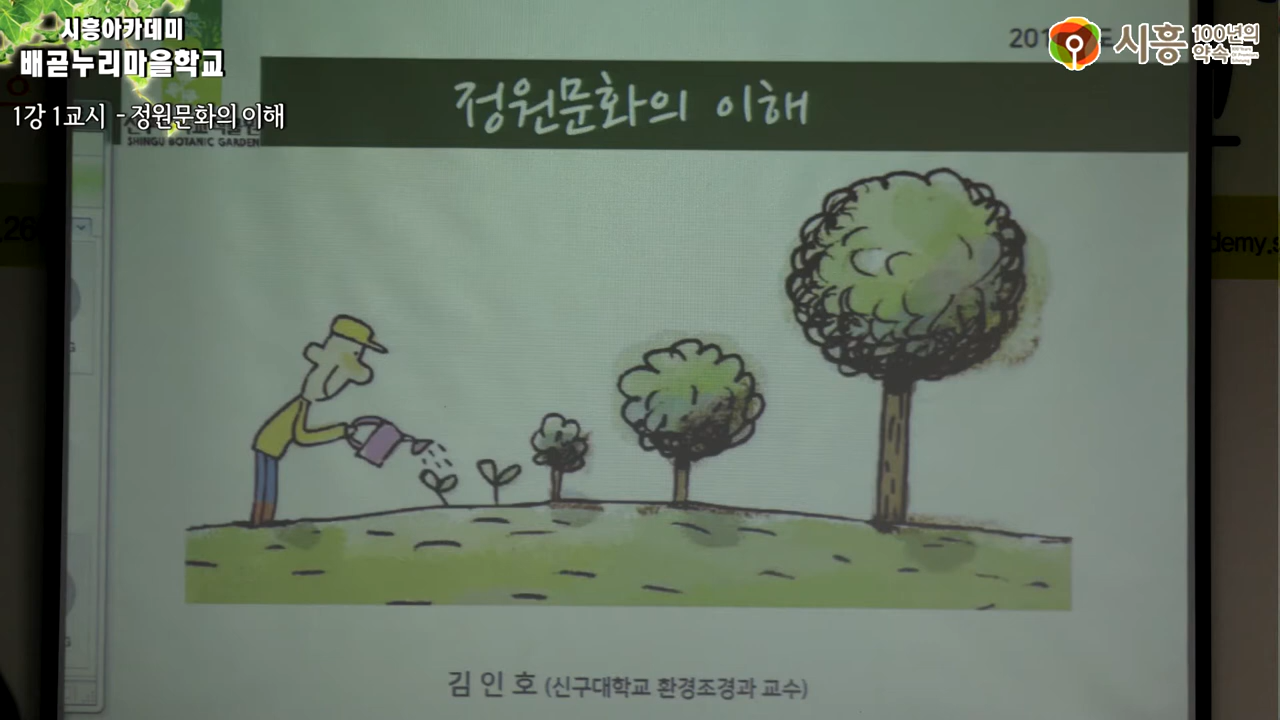 시흥아카데미
배곧누리마을학교
1강 1교시 - 정원문화의 이해
SHINGU BOTANIC GARDEN
201
시흥 100년의 약속
정원문화의 이해
.26
demy.s
김 인 호 (신구대학교 환경조경과 교수)